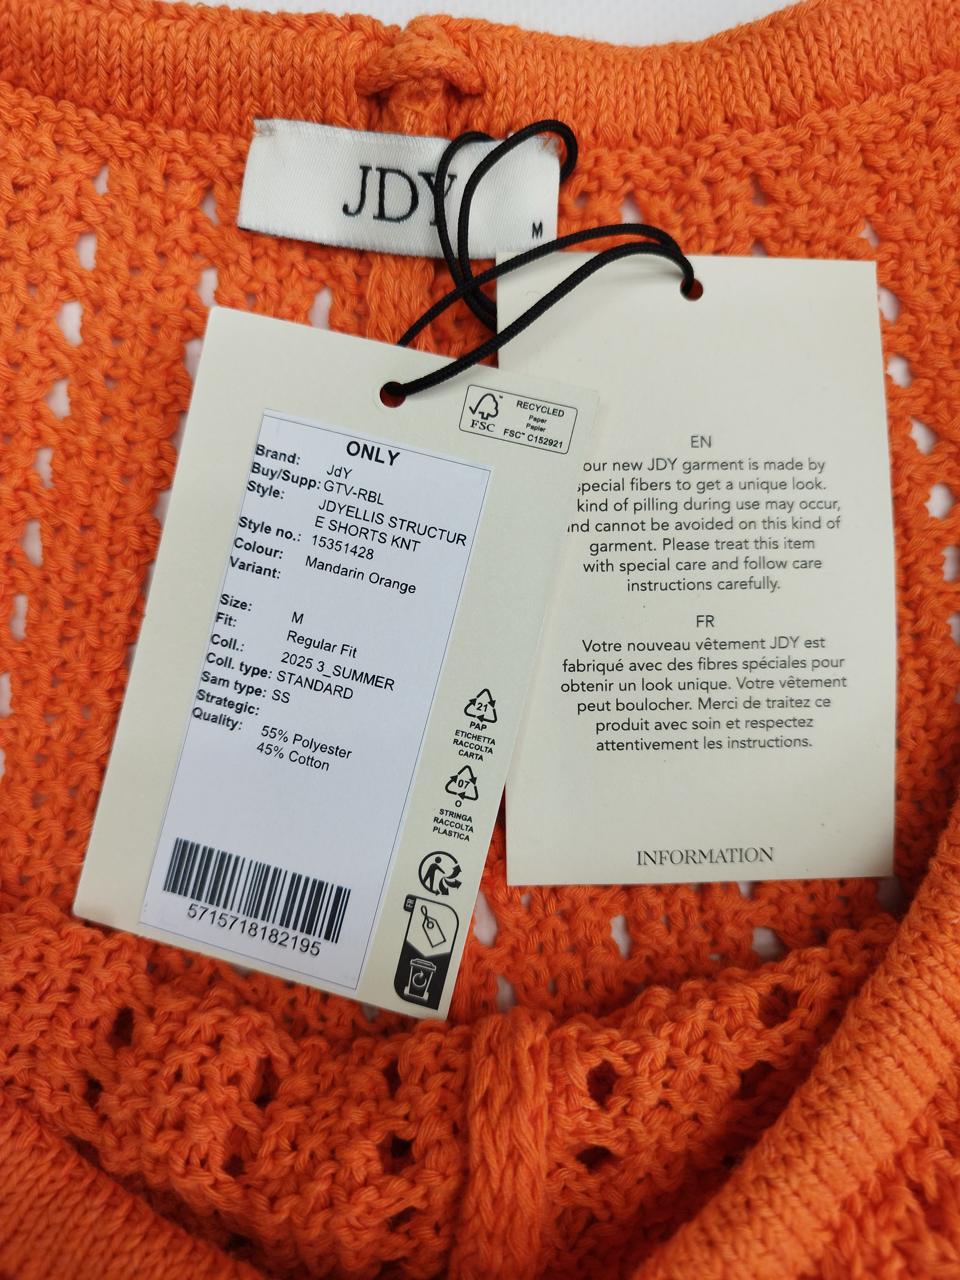 JDY
M
RECYCLED
Paper
Papier
FSC
FSC™ C152921
ONLY
Brand: JdY
Buy/Supp: GTV-RBL
Style: JDYELLIS STRUCTUR
E SHORTS KNT
Style no.: 15351428
Colour: Mandarin Orange
Variant:
Size: M
Fit: Regular Fit
Coll.: 2025 3_SUMMER
Coll. type: STANDARD
Sam type: SS
Strategic:
Quality: 55% Polyester
45% Cotton
5715718182195
21
PAP
ETICHETTA
RACCOLTA
CARTA
07
O
STRINGA
RACCOLTA
PLASTICA
FR
EN
our new JDY garment is made by
special fibers to get a unique look.
kind of pilling during use may occur,
and cannot be avoided on this kind of
garment. Please treat this item
with special care and follow care
instructions carefully.
FR
Votre nouveau vêtement JDY est
fabriqué avec des fibres spéciales pour
obtenir un look unique. Votre vêtement
peut boulocher. Merci de traitez ce
produit avec soin et respectez
attentivement les instructions.
INFORMATION